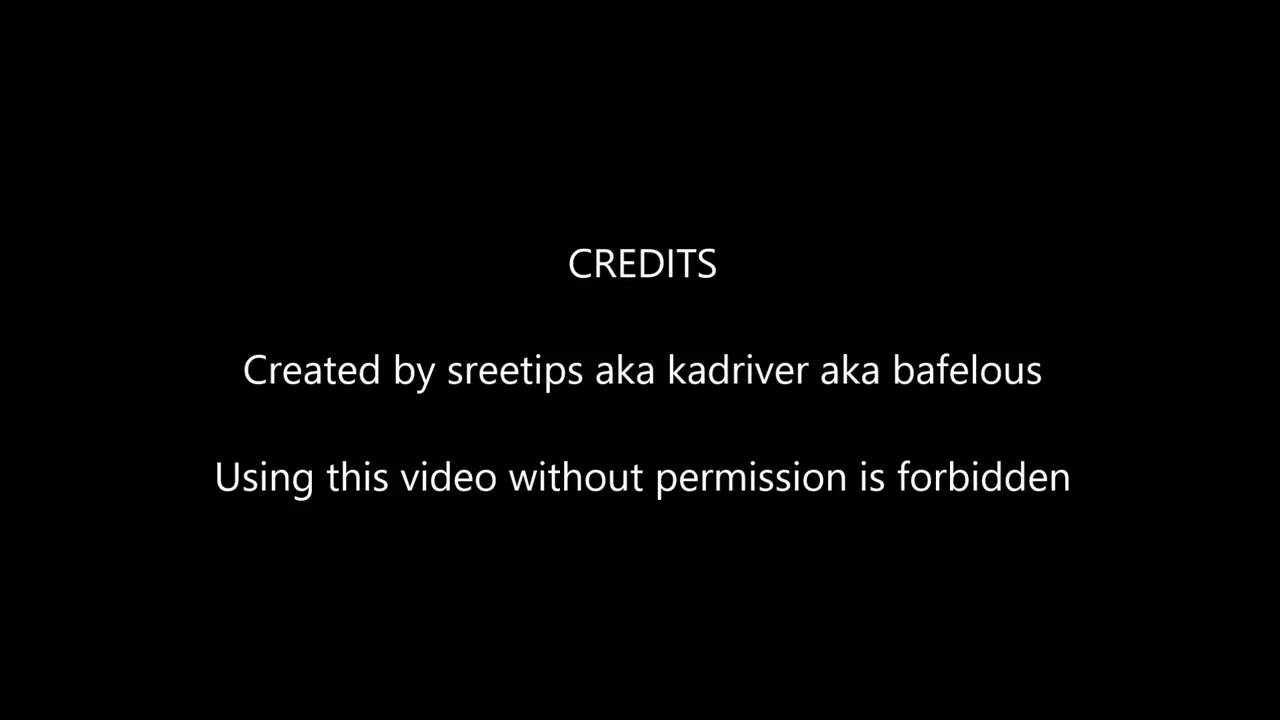 CREDITS
Created by sreetips aka kadriver aka bafelous
Using this video without permission is forbidden